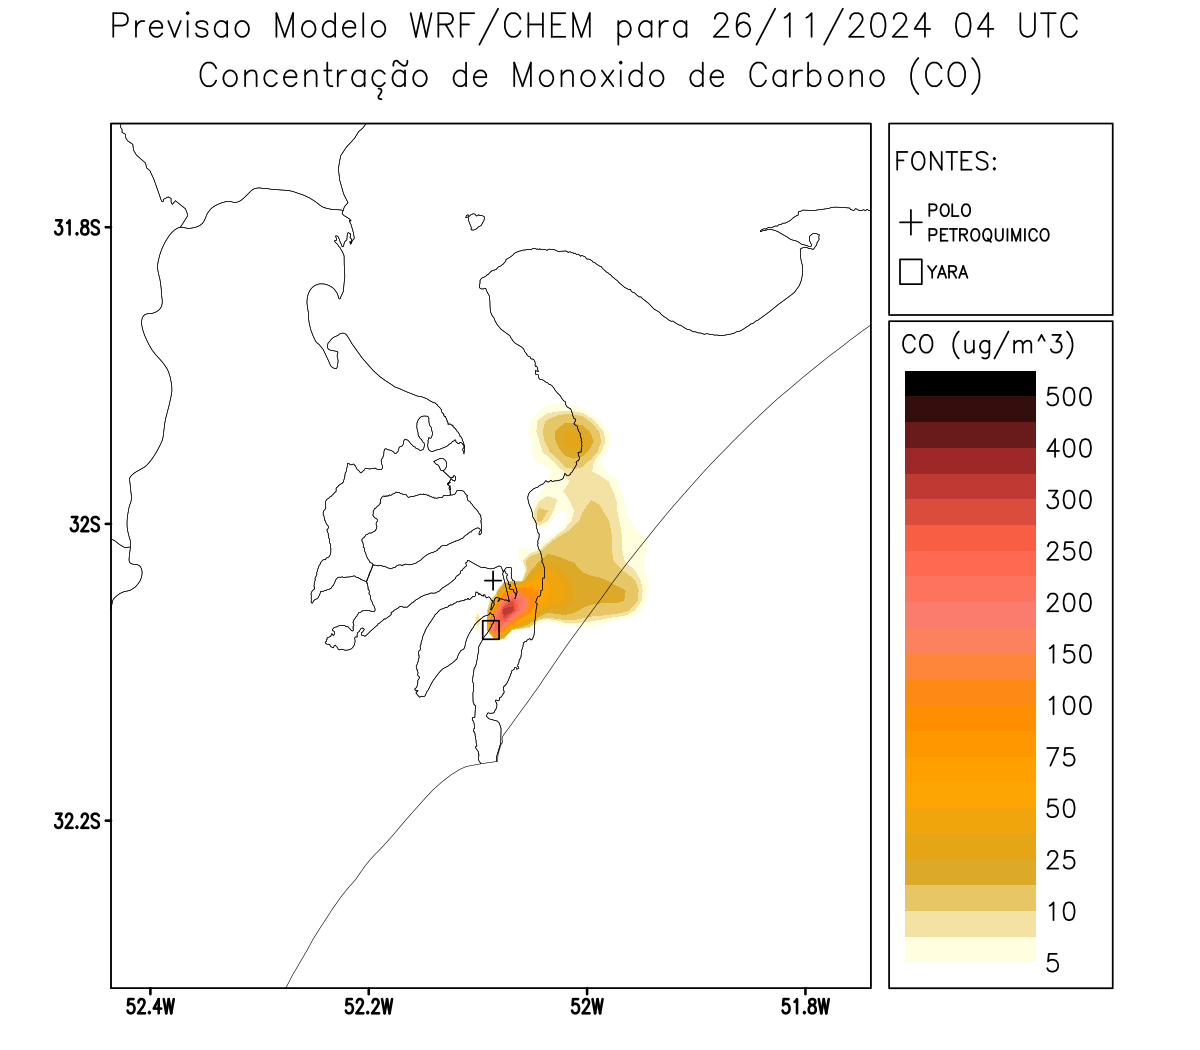 Previsao Modelo WRF/CHEM para 26/11/2024 04 UTC
Concentração de Monoxido de Carbono (CO)
FONTES:
POLO
PETROQUIMICO
YARA
CO (ug/m^3)
500
400
300
250
200
150
100
75
50
25
10
5
31.8S
32S
32.2S
52.4W
52.2W
52W
51.8W